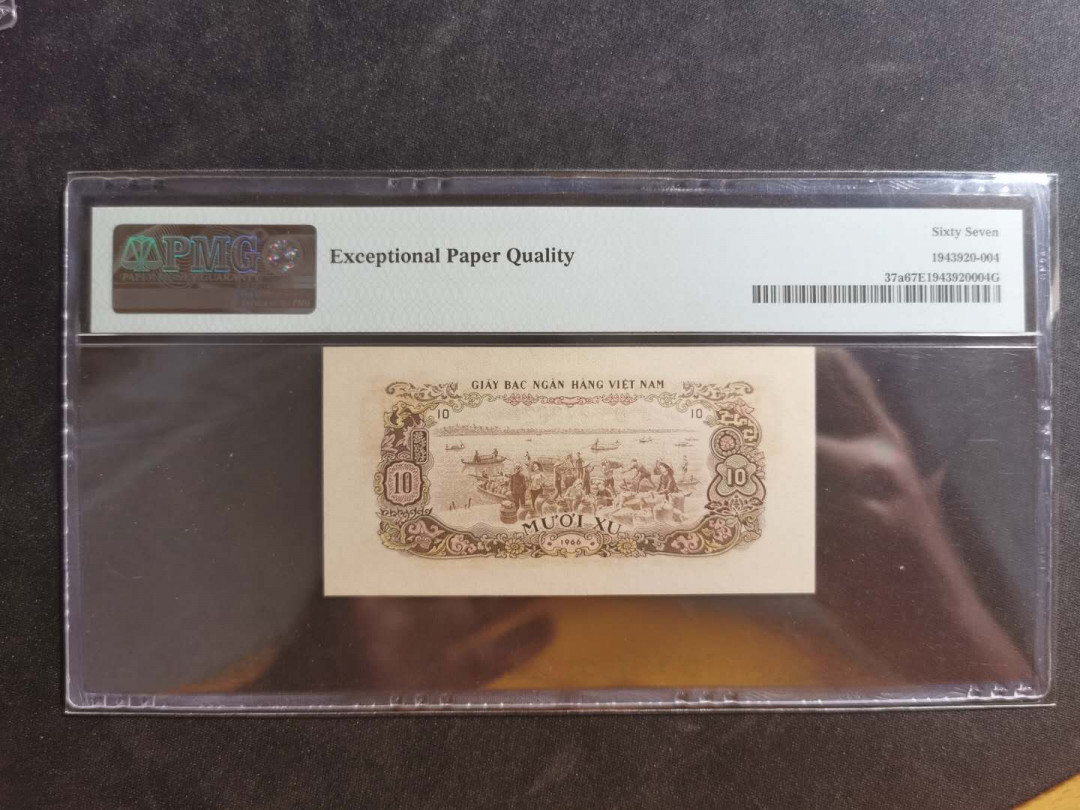 PMG
Exceptional Paper Quality
Sixty Seven
1943920-004
37a67E1943920004G
GIẤY BẠC NGÂN HÀNG VIỆT NAM
10
10
10
10
MƯỜI XU
1966